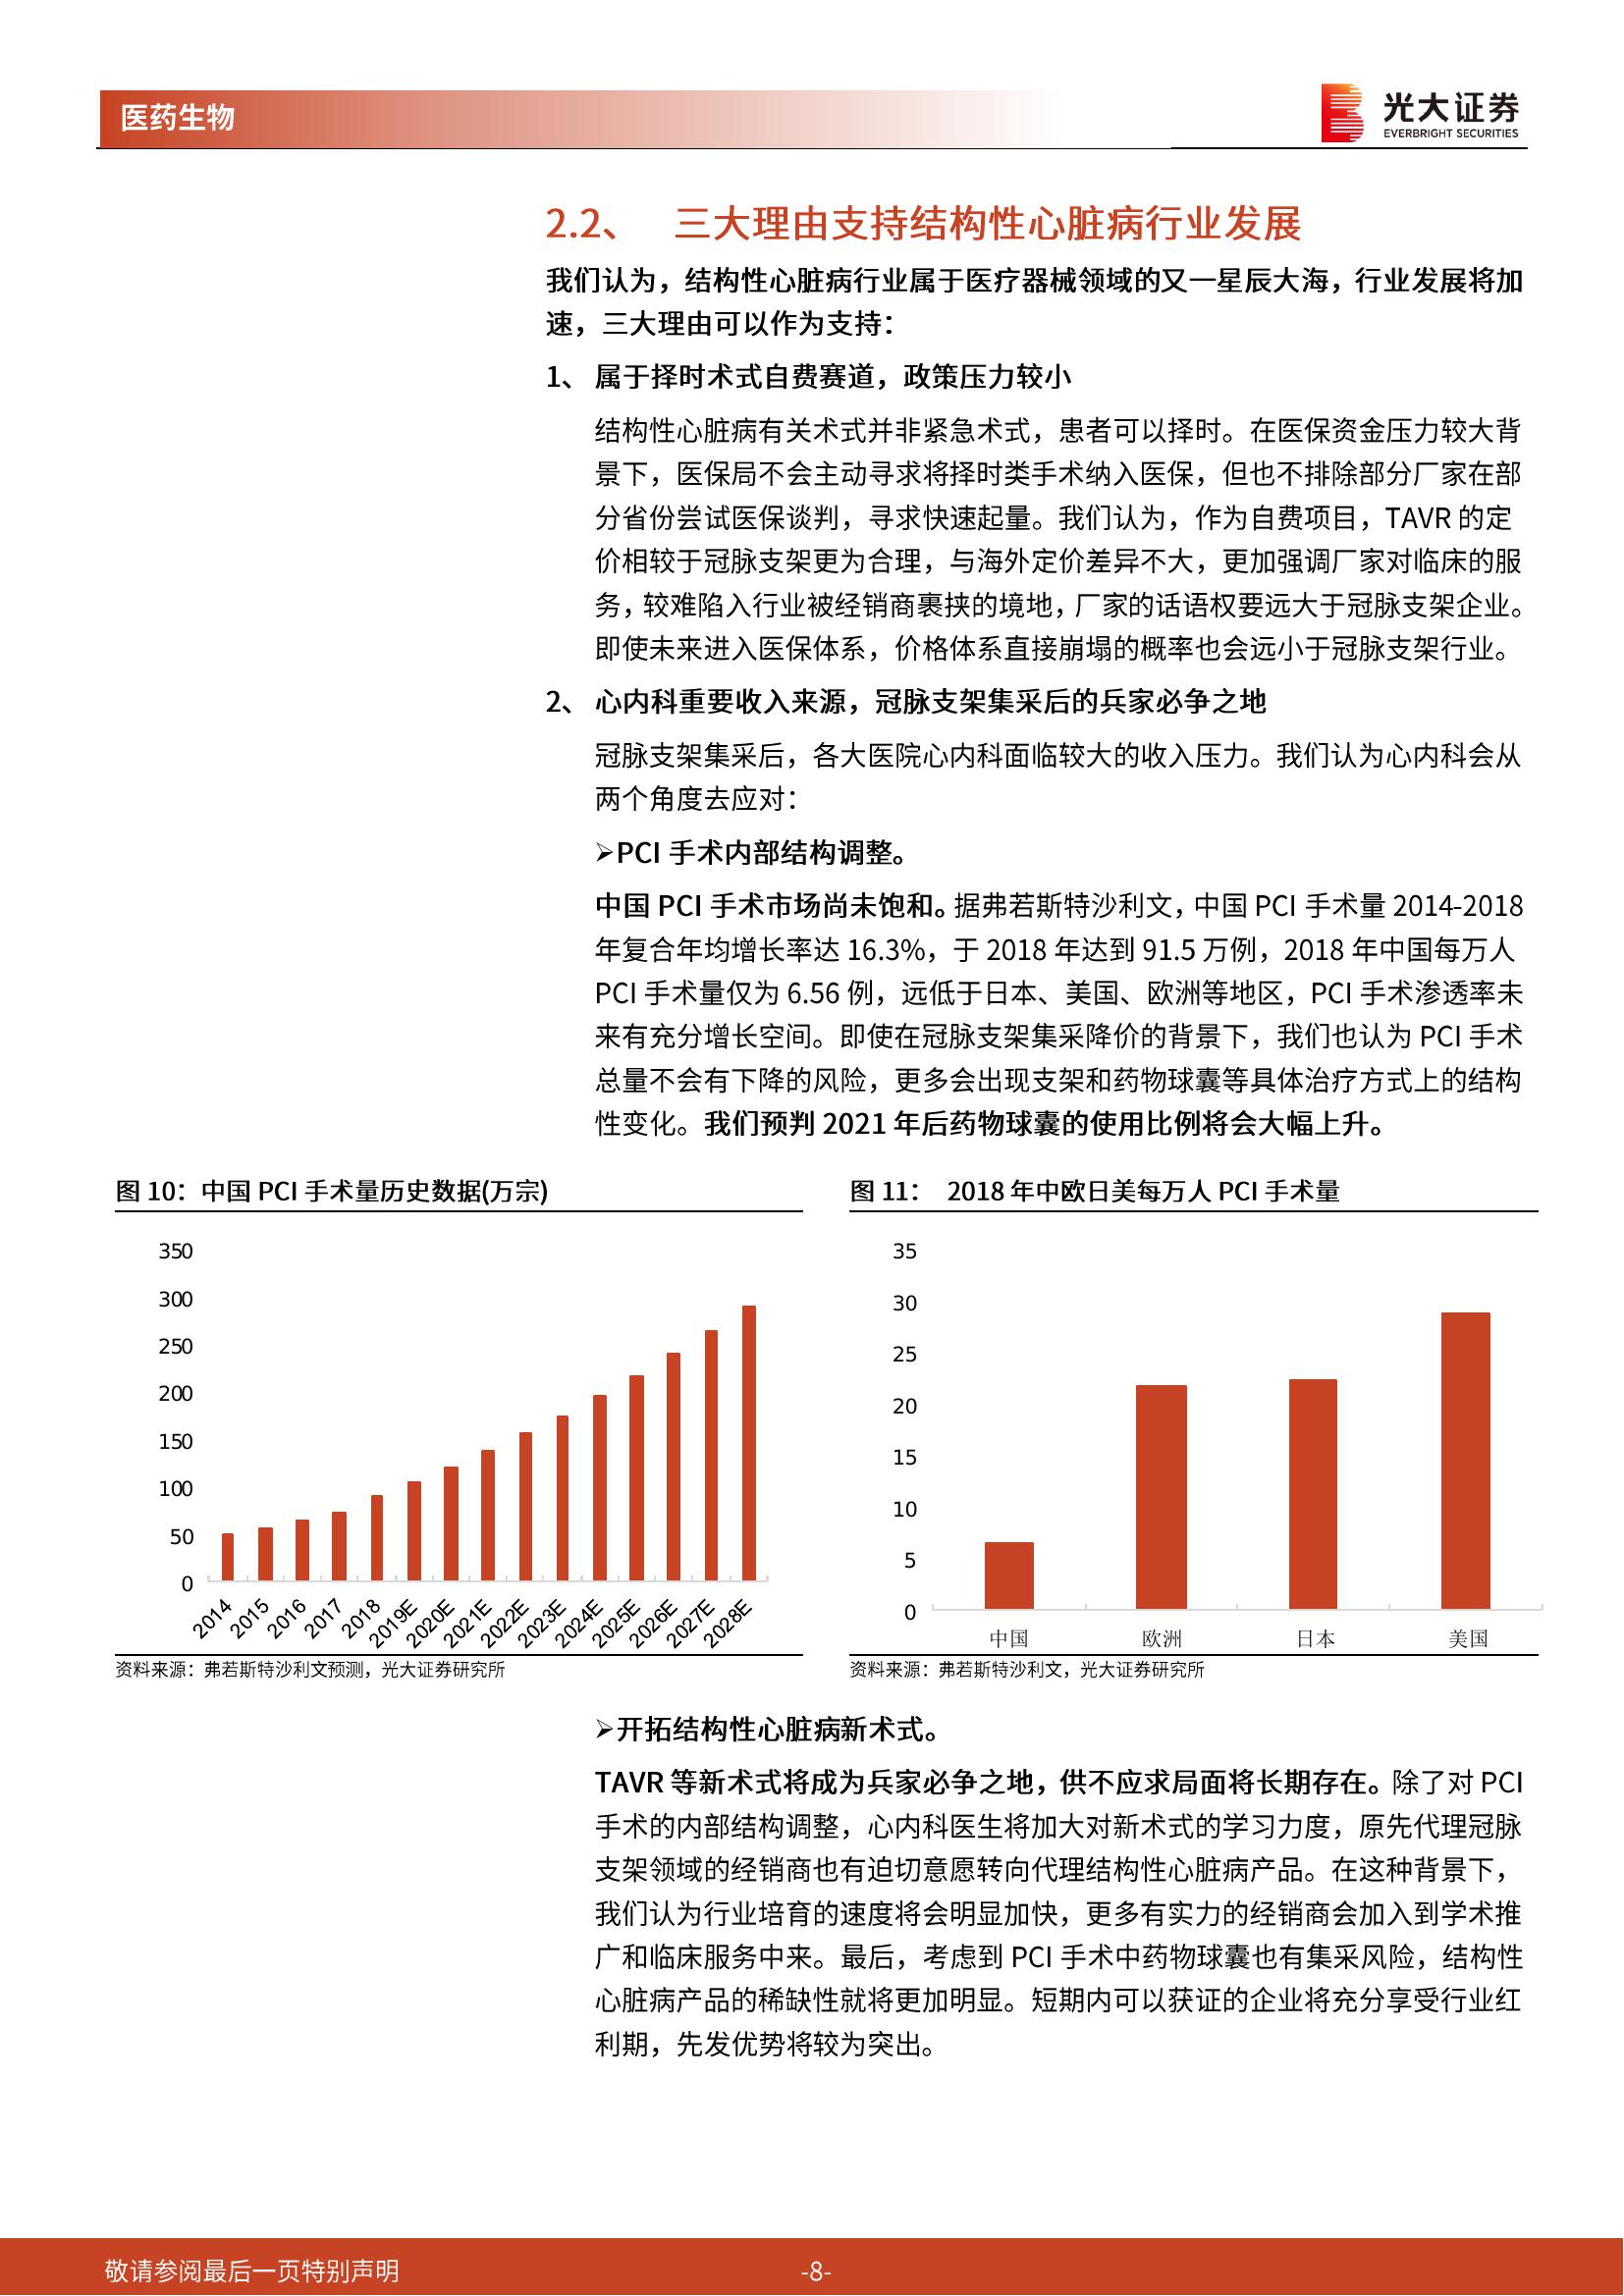 医药生物
光大证券
EVERBRIGHT SECURITIES
2.2、 三大理由支持结构性心脏病行业发展
我们认为，结构性心脏病行业属于医疗器械领域的又一星辰大海，行业发展将加
速，三大理由可以作为支持：
1、 属于择时术式自费赛道，政策压力较小
结构性心脏病有关术式并非紧急术式，患者可以择时。在医保资金压力较大背
景下，医保局不会主动寻求将择时类手术纳入医保，但也不排除部分厂家在部
分省份尝试医保谈判，寻求快速起量。我们认为，作为自费项目，TAVR 的定
价相较于冠脉支架更为合理，与海外定价差异不大，更加强调厂家对临床的服
务，较难陷入行业被经销商裹挟的境地，厂家的话语权要远大于冠脉支架企业。
即使未来进入医保体系，价格体系直接崩塌的概率也会远小于冠脉支架行业。
2、 心内科重要收入来源，冠脉支架集采后的兵家必争之地
冠脉支架集采后，各大医院心内科面临较大的收入压力。我们认为心内科会从
两个角度去应对：
➢PCI 手术内部结构调整。
中国 PCI 手术市场尚未饱和。据弗若斯特沙利文，中国 PCI 手术量 2014-2018
年复合年均增长率达 16.3%，于 2018 年达到 91.5 万例，2018 年中国每万人
PCI 手术量仅为 6.56 例，远低于日本、美国、欧洲等地区，PCI 手术渗透率未
来有充分增长空间。即使在冠脉支架集采降价的背景下，我们也认为 PCI 手术
总量不会有下降的风险，更多会出现支架和药物球囊等具体治疗方式上的结构
性变化。我们预判 2021 年后药物球囊的使用比例将会大幅上升。
图 10：中国 PCI 手术量历史数据(万宗)
350
300
250
200
150
100
50
0
2014
2015
2016
2017
2018
2019E
2020E
2021E
2022E
2023E
2024E
2025E
2026E
2027E
2028E
资料来源：弗若斯特沙利文预测，光大证券研究所
图 11： 2018 年中欧日美每万人 PCI 手术量
35
30
25
20
15
10
5
0
中国
欧洲
日本
美国
资料来源：弗若斯特沙利文，光大证券研究所
➢开拓结构性心脏病新术式。
TAVR 等新术式将成为兵家必争之地，供不应求局面将长期存在。除了对 PCI
手术的内部结构调整，心内科医生将加大对新术式的学习力度，原先代理冠脉
支架领域的经销商也有迫切意愿转向代理结构性心脏病产品。在这种背景下，
我们认为行业培育的速度将会明显加快，更多有实力的经销商会加入到学术推
广和临床服务中来。最后，考虑到 PCI 手术中药物球囊也有集采风险，结构性
心脏病产品的稀缺性就将更加明显。短期内可以获证的企业将充分享受行业红
利期，先发优势将较为突出。
敬请参阅最后一页特别声明
-8-